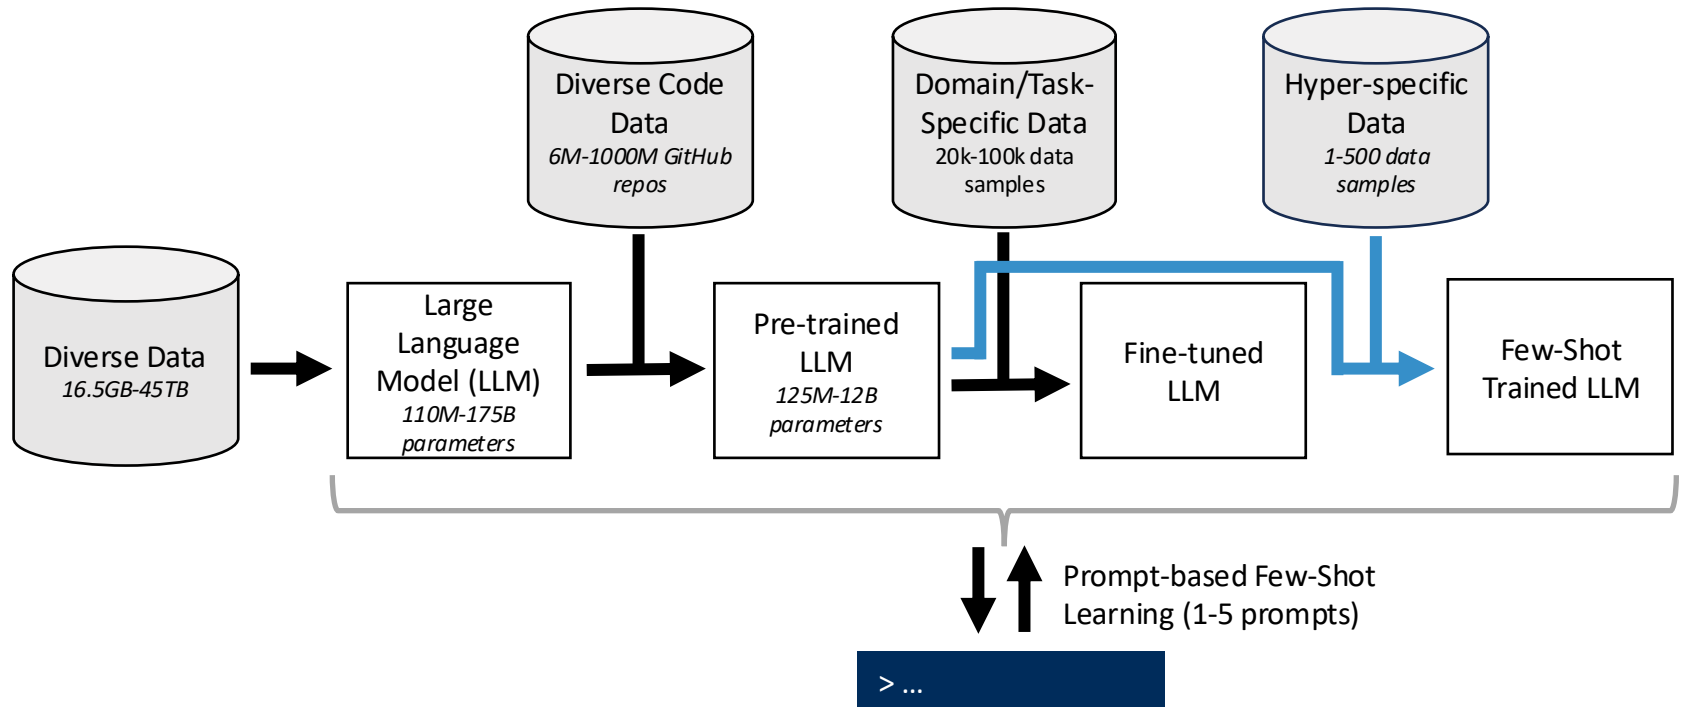 Diverse Code
Data
6M-1000M GitHub
repos
Domain/Task-
Specific Data
20k-100k data
samples
Hyper-specific
Data
1-500 data
samples
Diverse Data
16.5GB-45TB
Large
Language
Model (LLM)
110M-175B
parameters
Pre-trained
LLM
125M-12B
parameters
Fine-tuned
LLM
Few-Shot
Trained LLM
Prompt-based Few-Shot
Learning (1-5 prompts)
> ...